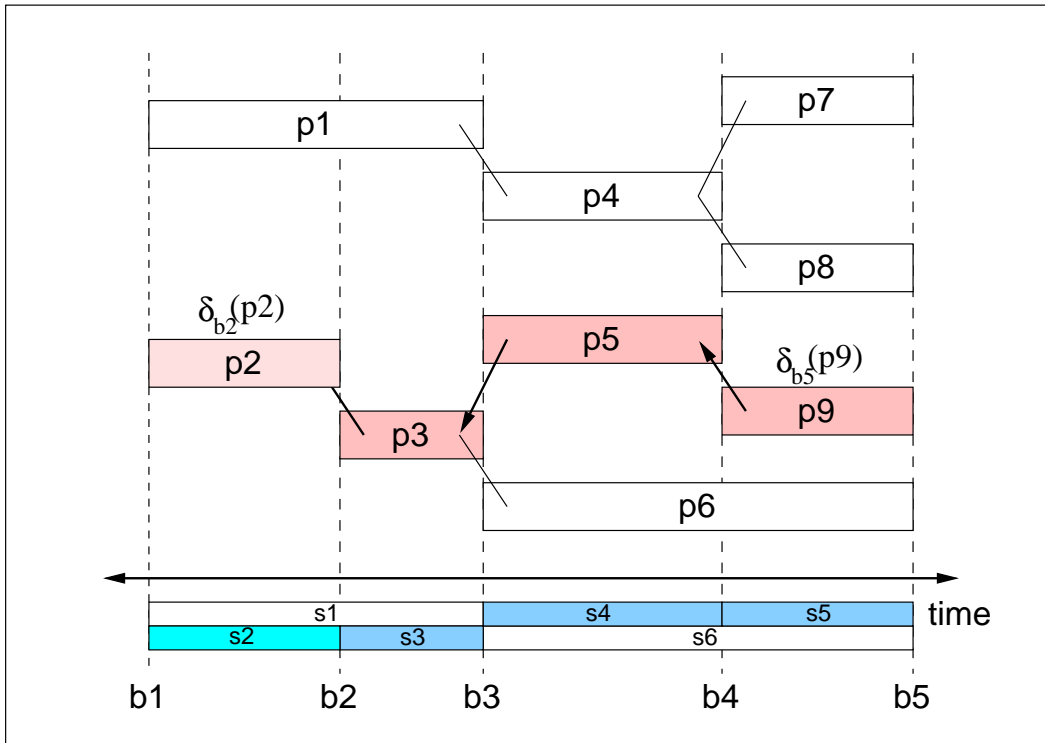 p7
p1
p4
p8
δb2(p2)
p5
p2
δb5(p9)
p9
p3
p6
s1 s4 s5 time
s2 s3 s6
b1 b2 b3 b4 b5